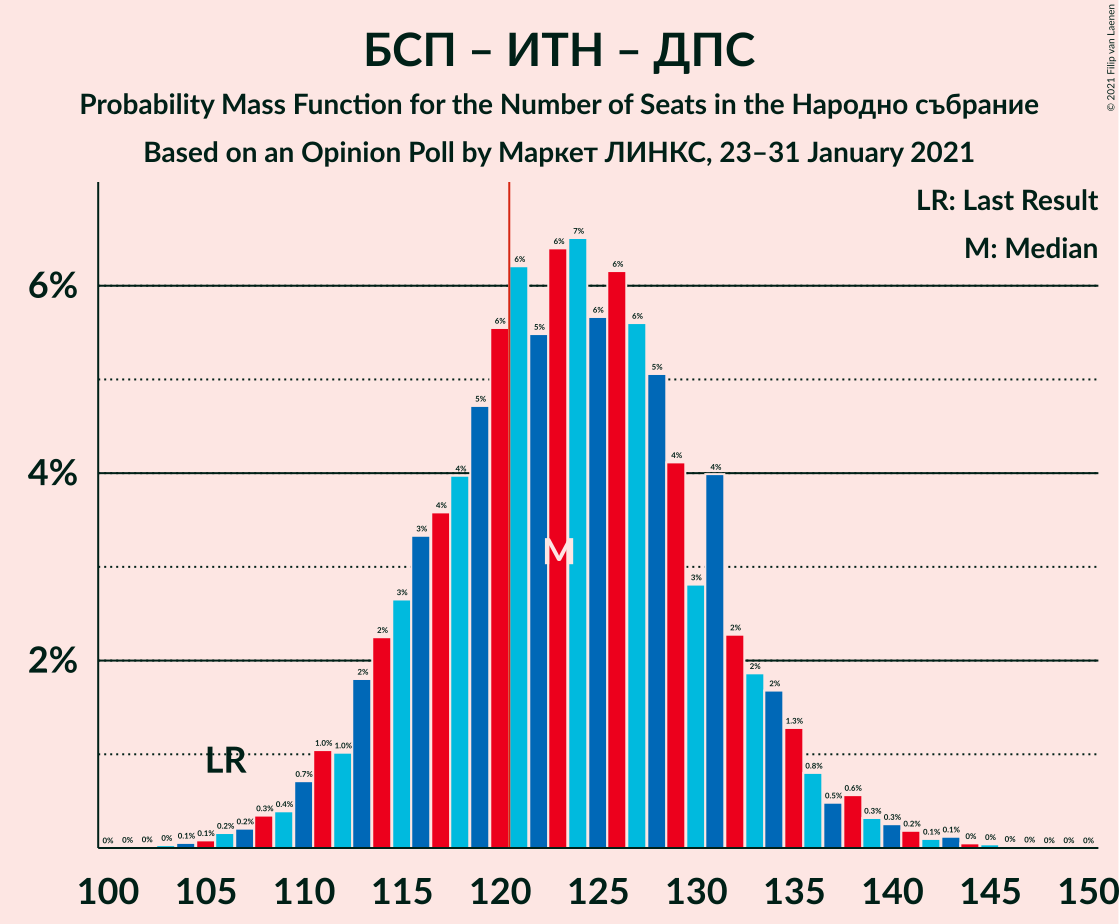 БСП – ИТН – ДПС
Probability Mass Function for the Number of Seats in the Народно събрание
Based on an Opinion Poll by Маркет ЛИНКС, 23–31 January 2021
© 2021 Filip van Laenen
LR: Last Result
M: Median
6%
4%
2%
0% 0% 0% 0% 0.1% 0.1% 0.2% 0.2% 0.3% 0.4% 0.7% 1.0% 1.0% 2% 2% 3% 3% 4% 4% 5% 6% 6% 5% 6% 7% 6% 6% 6% 5% 4% 3% 4% 2% 2% 2% 1.3% 0.8% 0.5% 0.6% 0.3% 0.3% 0.2% 0.1% 0.1% 0% 0% 0% 0% 0% 0% 0%
M
LR
100 105 110 115 120 125 130 135 140 145 150